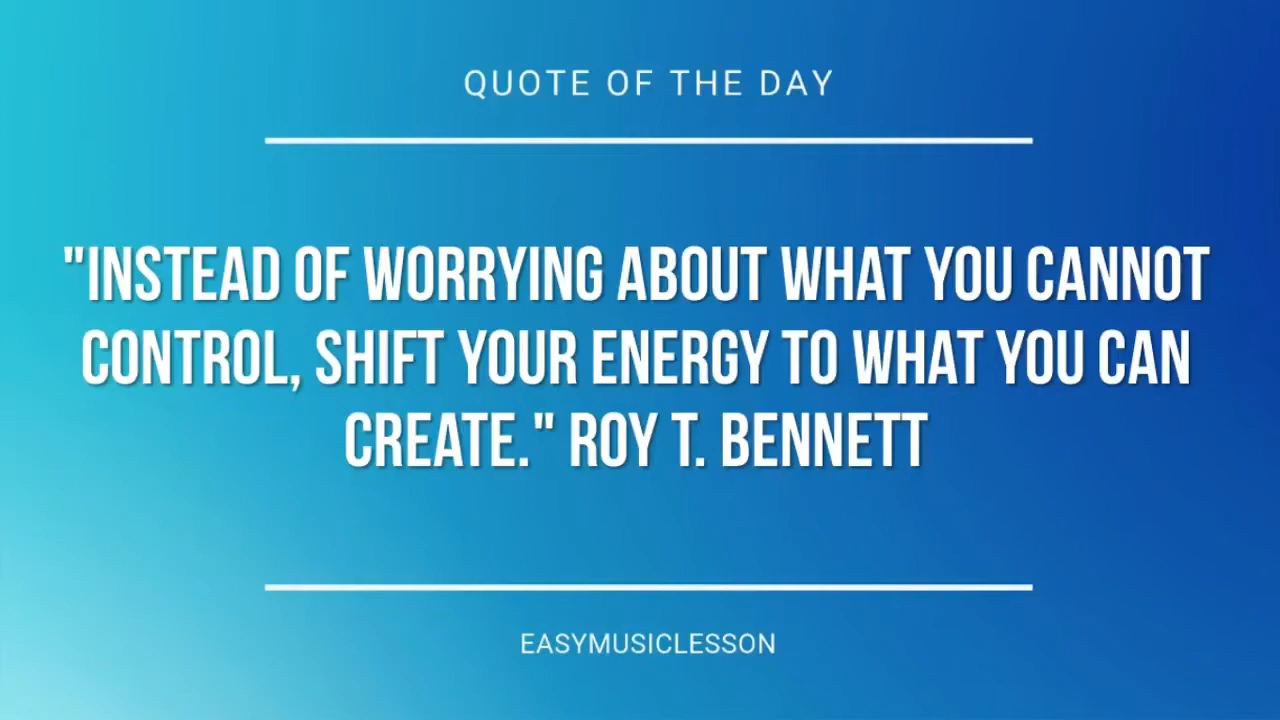 QUOTE OF THE DAY
"INSTEAD OF WORRYING ABOUT WHAT YOU CANNOT
CONTROL, SHIFT YOUR ENERGY TO WHAT YOU CAN
CREATE." ROY T. BENNETT
EASYMUSICLESSON